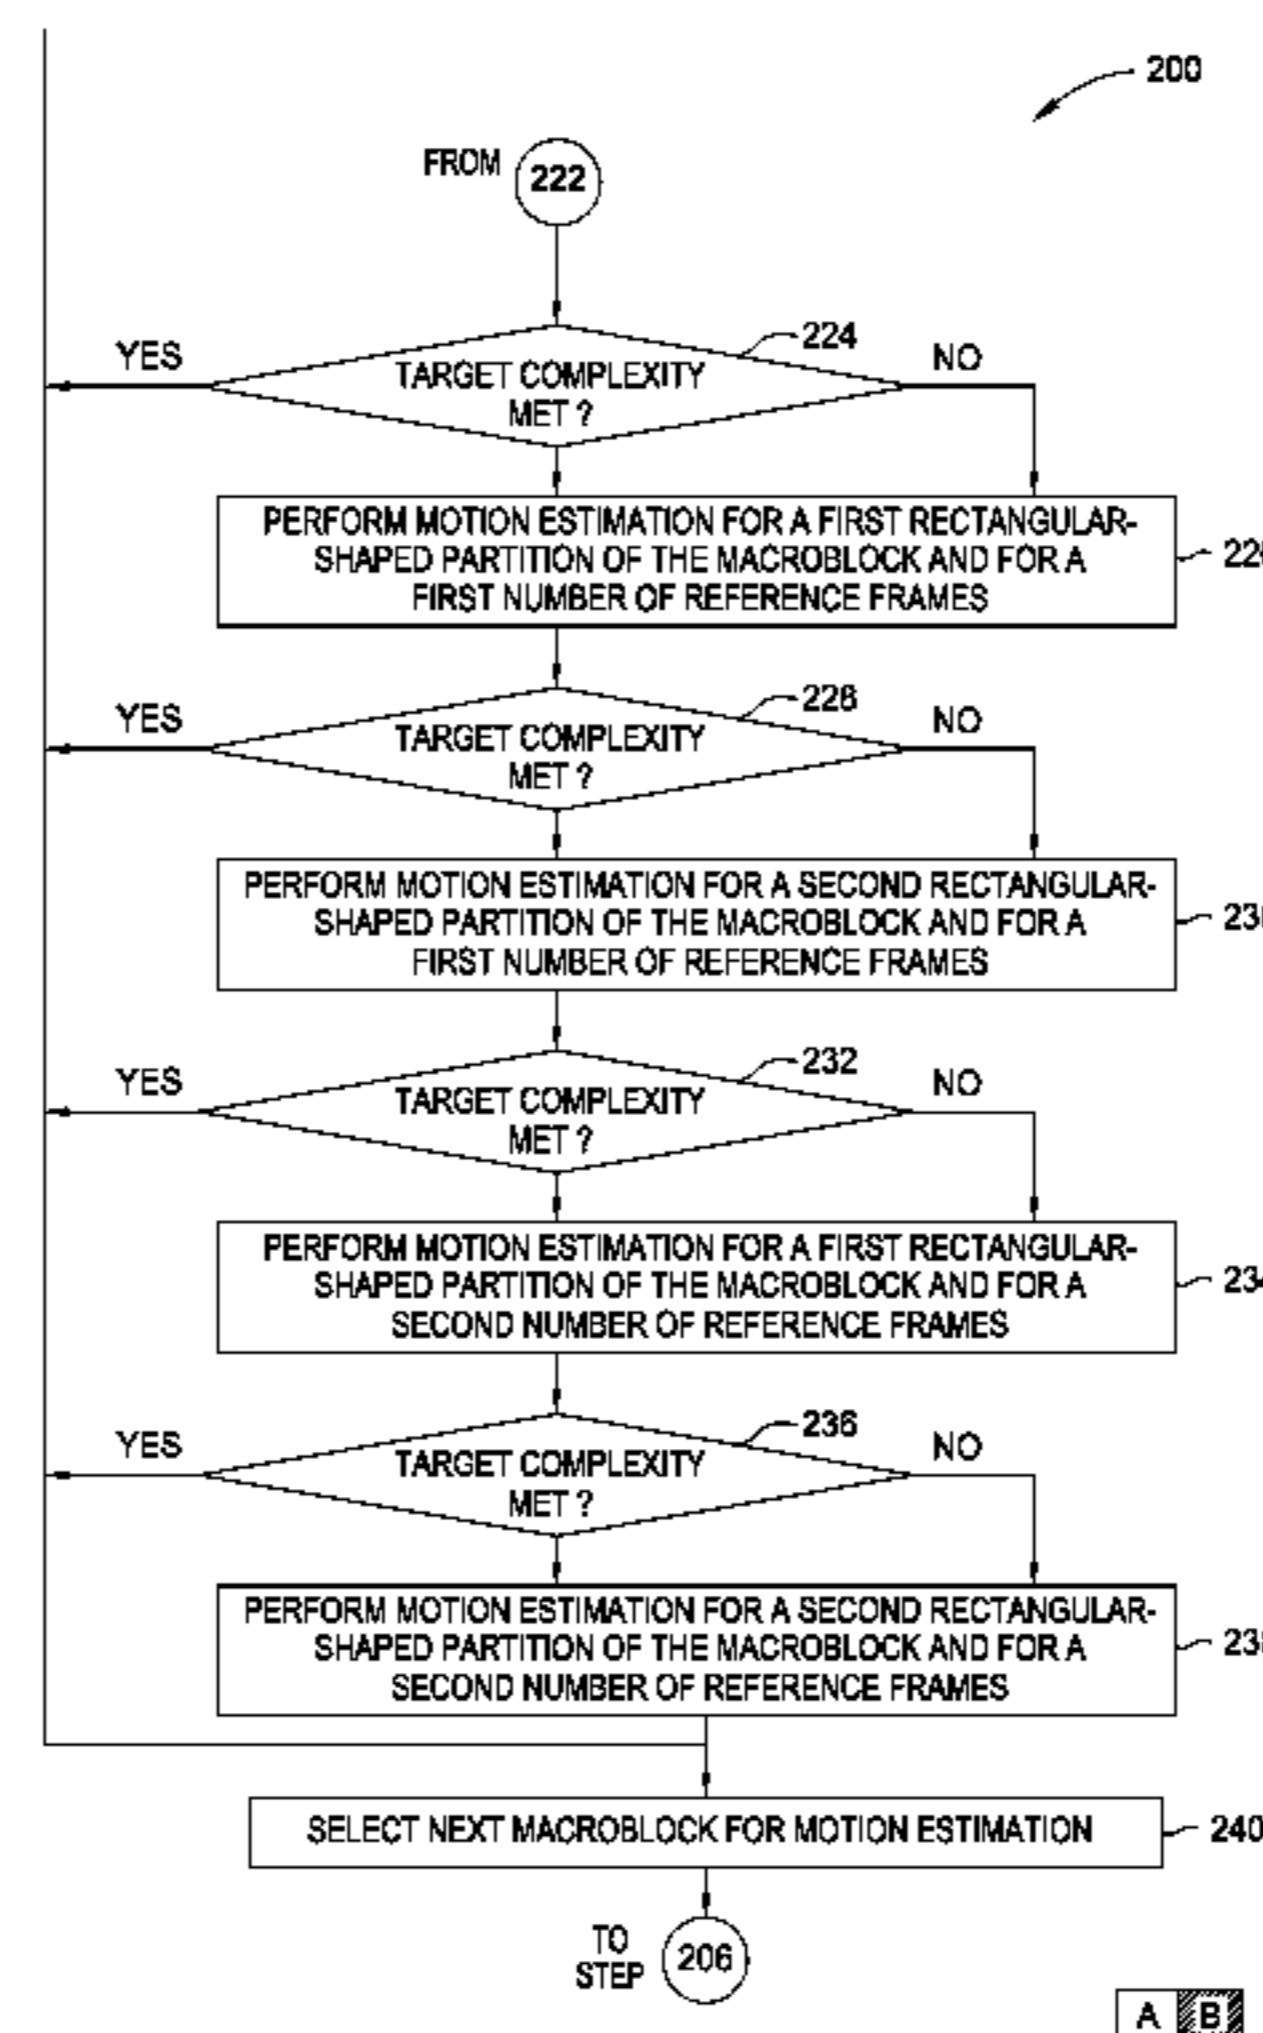 200
FROM 222
224
YES
NO
TARGET COMPLEXITY
MET ?
PERFORM MOTION ESTIMATION FOR A FIRST RECTANGULAR-
SHAPED PARTITION OF THE MACROBLOCK AND FOR A
FIRST NUMBER OF REFERENCE FRAMES
228
YES
NO
TARGET COMPLEXITY
MET ?
PERFORM MOTION ESTIMATION FOR A SECOND RECTANGULAR-
SHAPED PARTITION OF THE MACROBLOCK AND FOR A
FIRST NUMBER OF REFERENCE FRAMES
232
YES
NO
TARGET COMPLEXITY
MET ?
PERFORM MOTION ESTIMATION FOR A FIRST RECTANGULAR-
SHAPED PARTITION OF THE MACROBLOCK AND FOR A
SECOND NUMBER OF REFERENCE FRAMES
234
236
YES
NO
TARGET COMPLEXITY
MET ?
PERFORM MOTION ESTIMATION FOR A SECOND RECTANGULAR-
SHAPED PARTITION OF THE MACROBLOCK AND FOR A
SECOND NUMBER OF REFERENCE FRAMES
SELECT NEXT MACROBLOCK FOR MOTION ESTIMATION
240
TO
STEP
206
A B